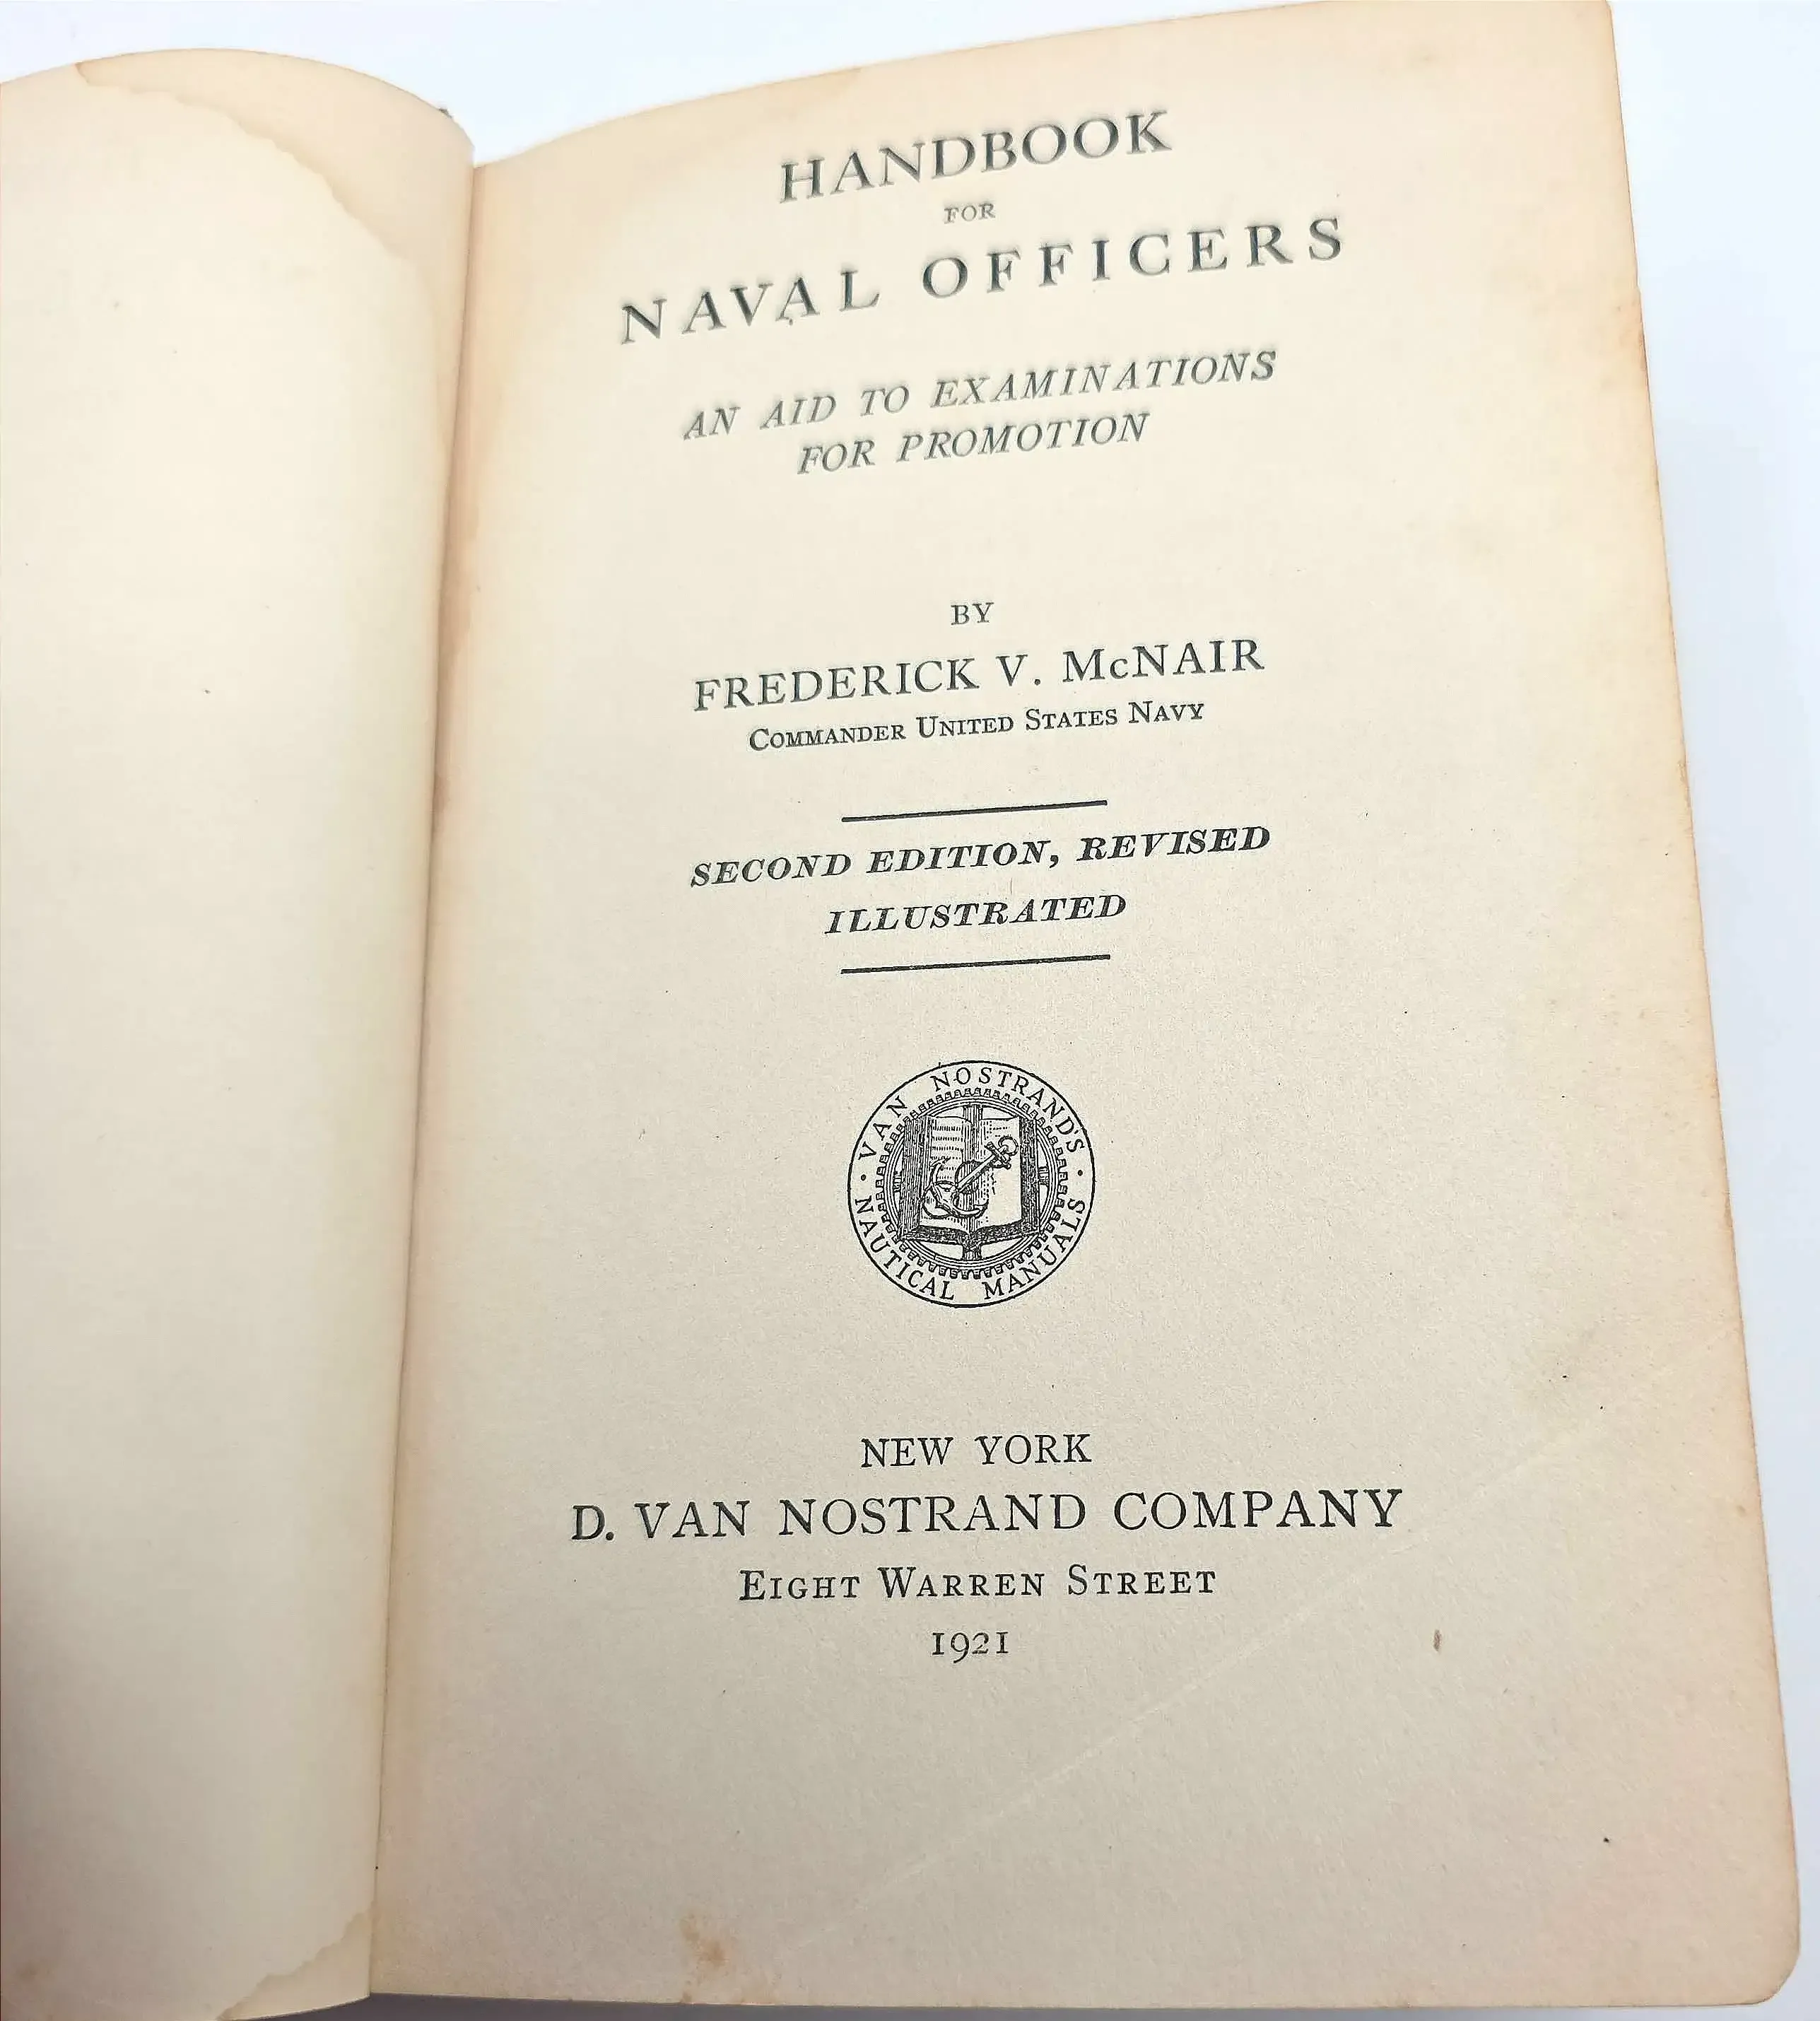 HANDBOOK
FOR
NAVAL OFFICERS
AN AID TO EXAMINATIONS
FOR PROMOTION
BY
FREDERICK V. McNAIR
COMMANDER UNITED STATES NAVY
SECOND EDITION, REVISED
ILLUSTRATED
· VAN NOSTRAND'S ·
NAUTICAL MANUALS
NEW YORK
D. VAN NOSTRAND COMPANY
EIGHT WARREN STREET
1921